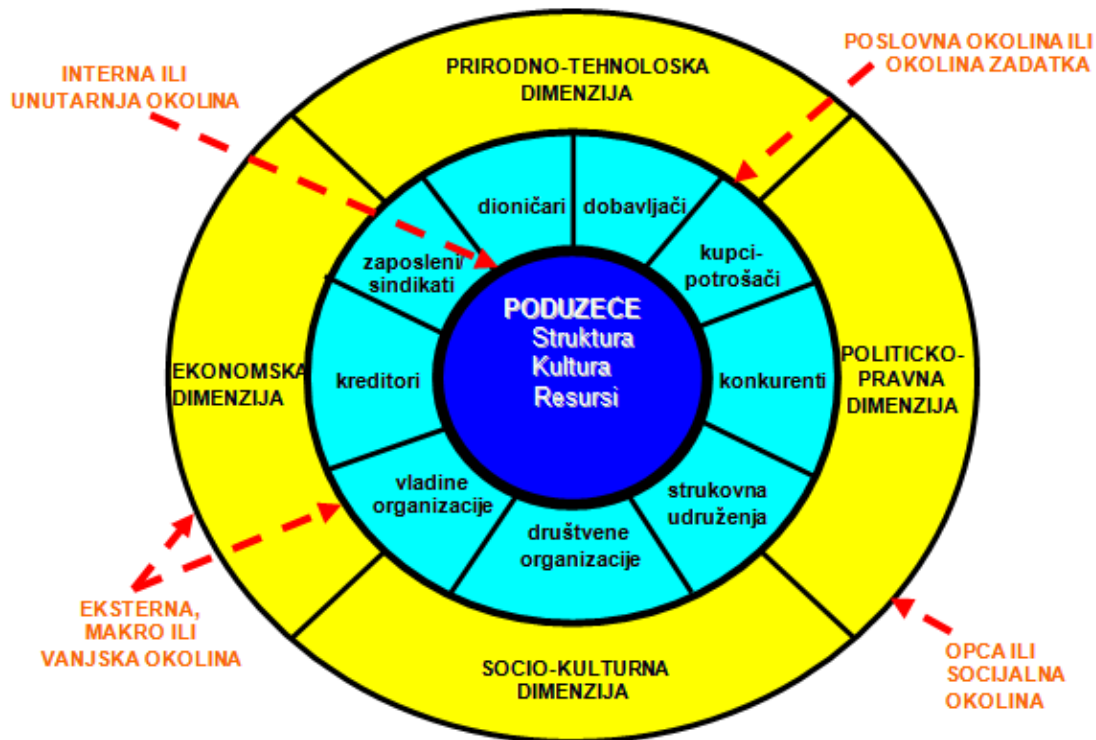 INTERNA ILI
UNUTARNJA OKOLINA
PRIRODNO-TEHNOLOSKA
DIMENZIJA
POSLOVNA OKOLINA ILI
OKOLINA ZADATKA
dioničari
dobavljači
zaposleni/
sindikati
kupci-
potrošači
PODUZEĆE
Struktura
Kultura
Resursi
EKONOMSKA
DIMENZIJA
kreditori
konkurenti
POLITICKO-
PRAVNA
DIMENZIJA
vladine
organizacije
strukovna
udruženja
društvene
organizacije
EKSTERNA,
MAKRO ILI
VANJSKA OKOLINA
SOCIO-KULTURNA
DIMENZIJA
OPCA ILI
SOCIJALNA
OKOLINA